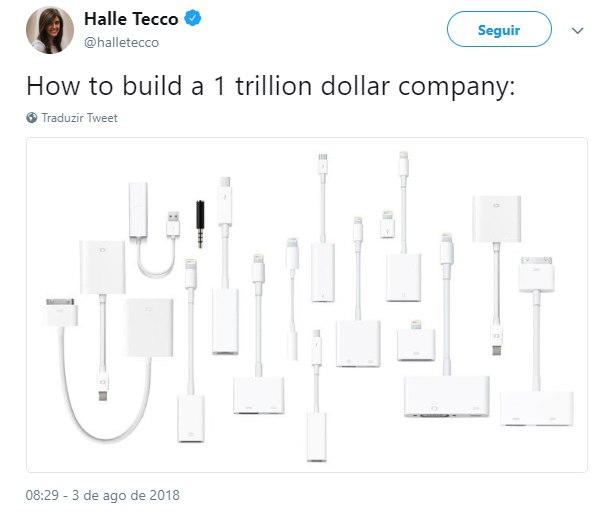 Halle Tecco
@halletecco
Seguir
How to build a 1 trillion dollar company:
Traduzir Tweet
08:29 - 3 de ago de 2018